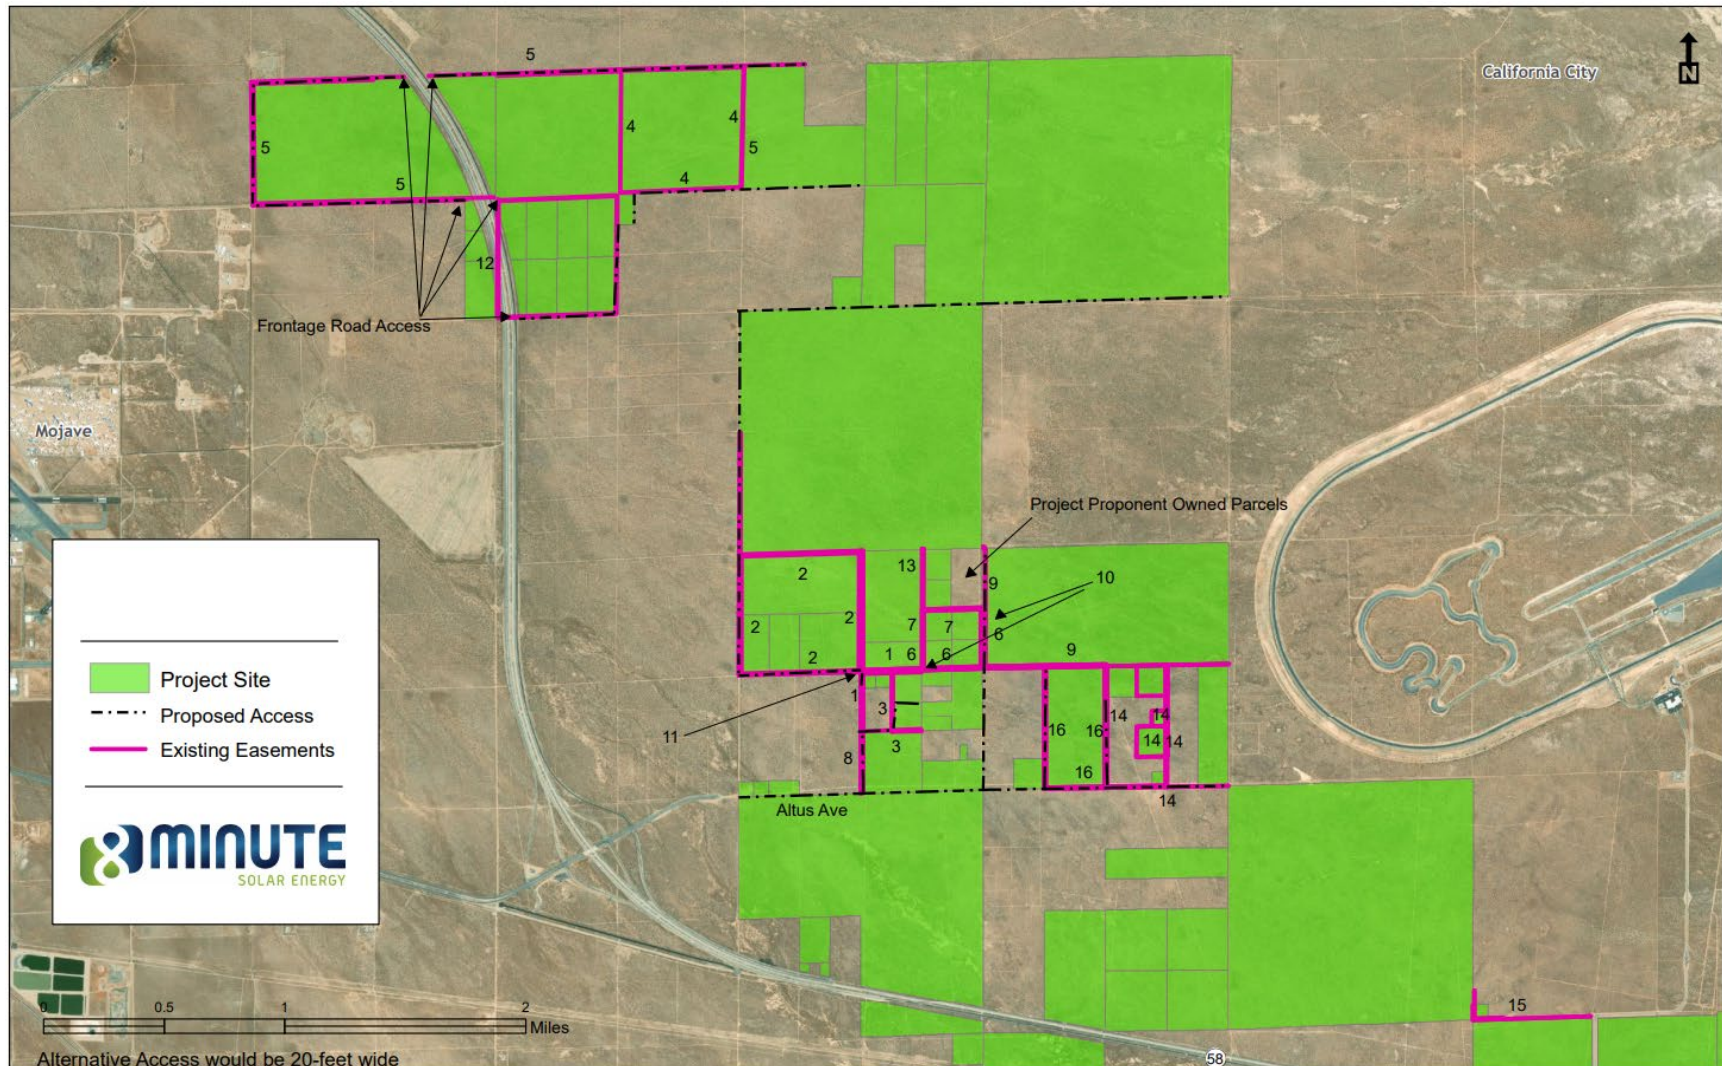 5
California City
N
4
4
5
5
4
5
12
Frontage Road Access
Mojave
Project Proponent Owned Parcels
13
2
9
10
2
2
7
7
6
2
1
6
6
9
1
3
14
14
11
16
16
14
14
3
8
16
14
Altus Ave
Project Site
Proposed Access
Existing Easements
8MINUTE
SOLAR ENERGY
15
0 0.5 1 2
Miles
58
Alternative Access would be 20-feet wide